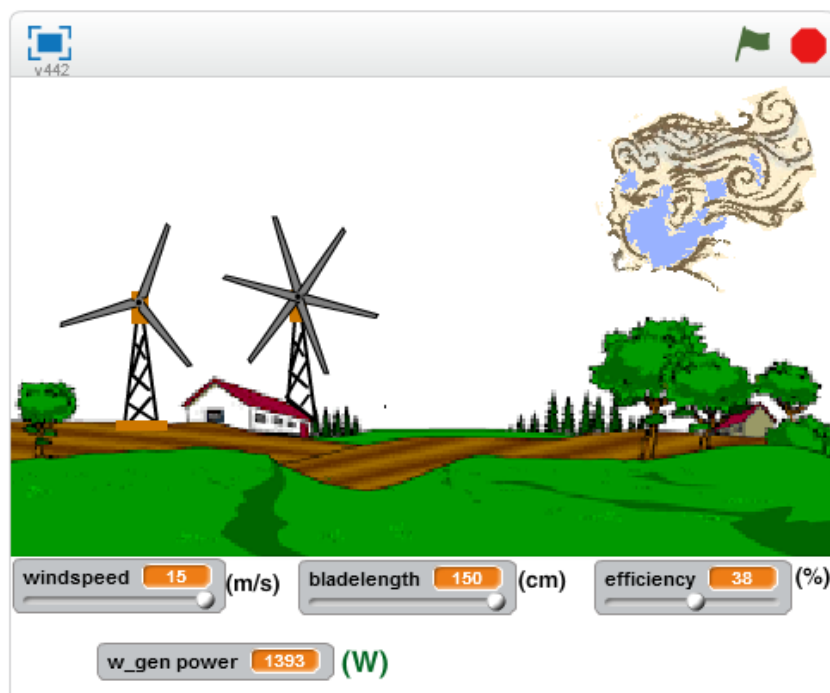 v442
windspeed 15 (m/s) bladelength 150 (cm) efficiency 38 (%)
w_gen power 1393 (W)